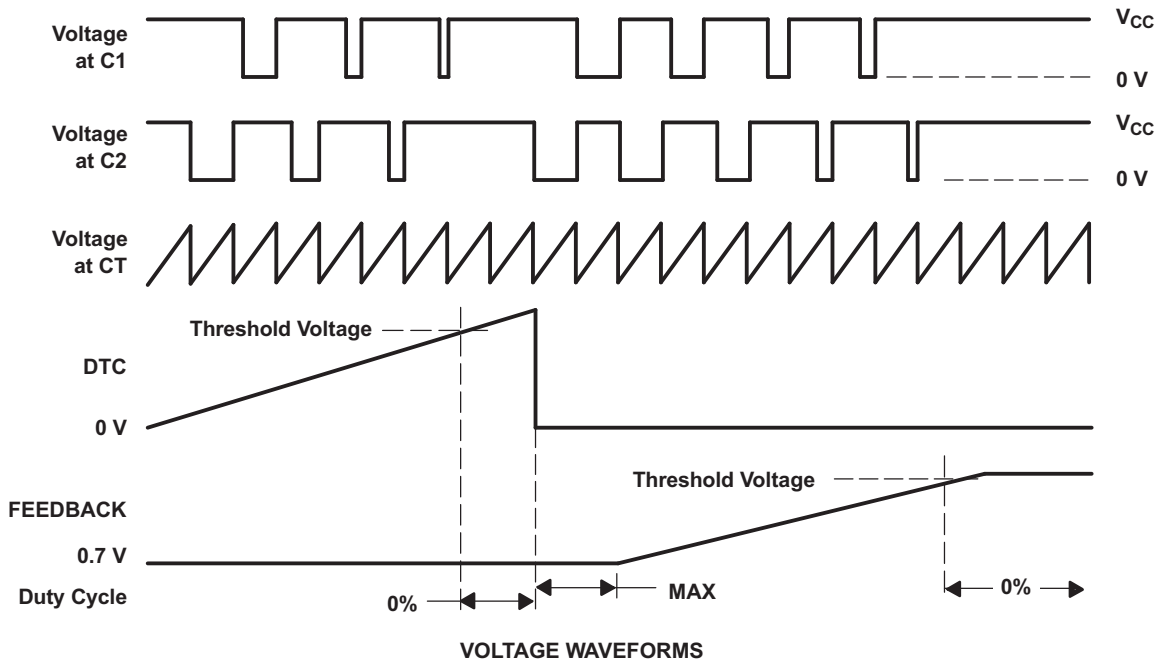 Voltage
at C1
VCC
0 V
Voltage
at C2
VCC
0 V
Voltage
at CT
Threshold Voltage
DTC
0 V
Threshold Voltage
FEEDBACK
0.7 V
Duty Cycle
0%
MAX
0%
VOLTAGE WAVEFORMS